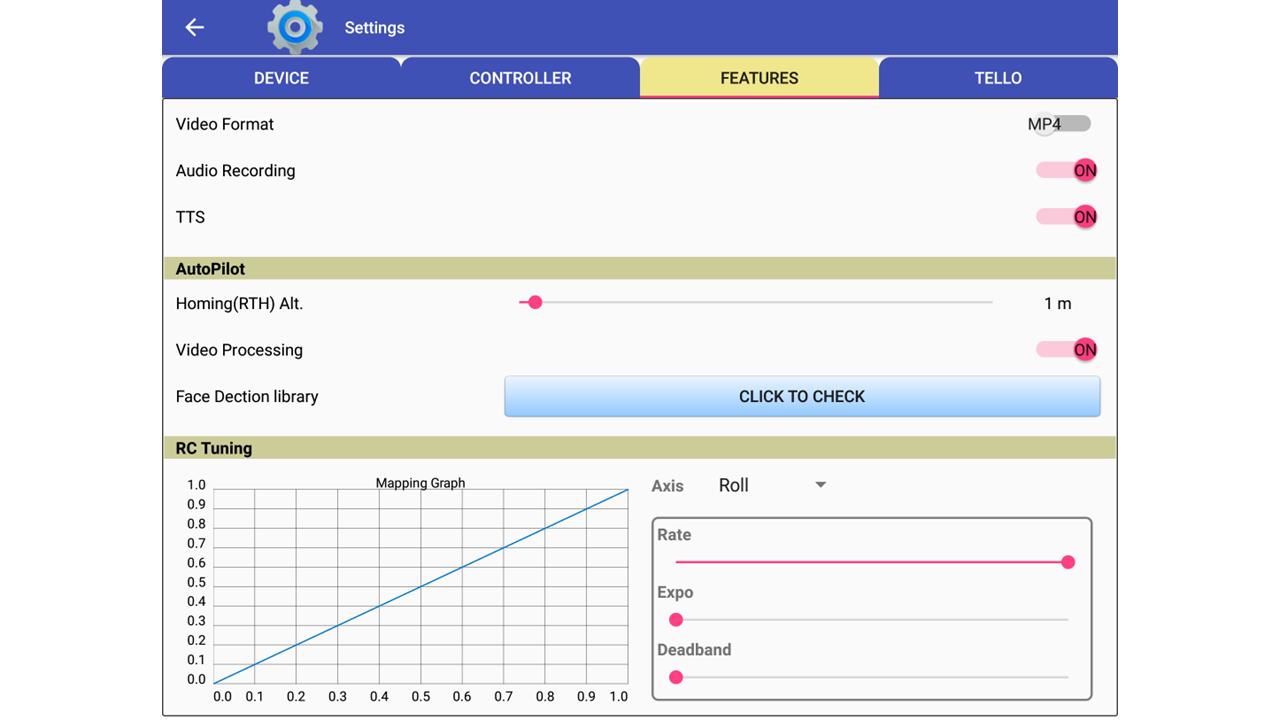 Settings
DEVICE CONTROLLER FEATURES TELLO
Video Format MP4
Audio Recording ON
TTS ON
AutoPilot
Homing(RTH) Alt. 1 m
Video Processing ON
Face Dection library CLICK TO CHECK
RC Tuning
Mapping Graph
1.0
0.9
0.8
0.7
0.6
0.5
0.4
0.3
0.2
0.1
0.0
0.0 0.1 0.2 0.3 0.4 0.5 0.6 0.7 0.8 0.9 1.0
Axis Roll
Rate
Expo
Deadband